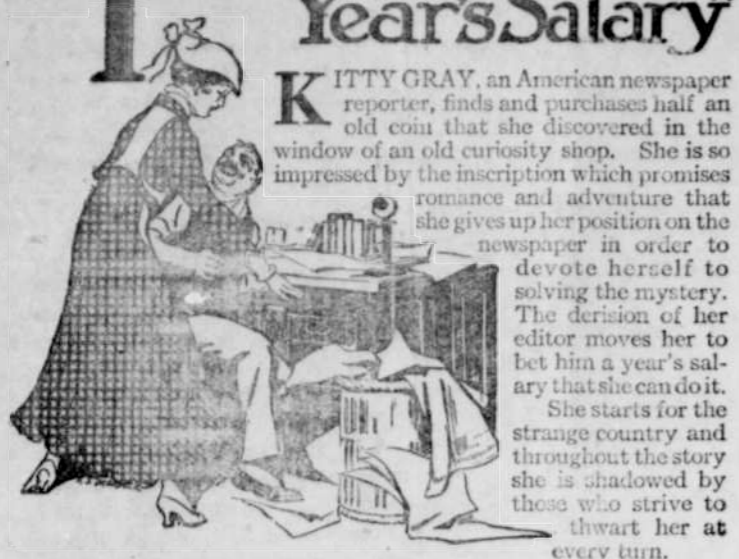 Year's Salary
KITTY GRAY, an American newspaper
reporter, finds and purchases half an
old coin that she discovered in the
window of an old curiosity shop. She is so
impressed by the inscription which promises
romance and adventure that
she gives up her position on the
newspaper in order to
devote herself to
solving the mystery.
The derision of her
editor moves her to
bet him a year's sal-
ary that she can do it.
She starts for the
strange country and
throughout the story
she is shadowed by
those who strive to
thwart her at
every turn.